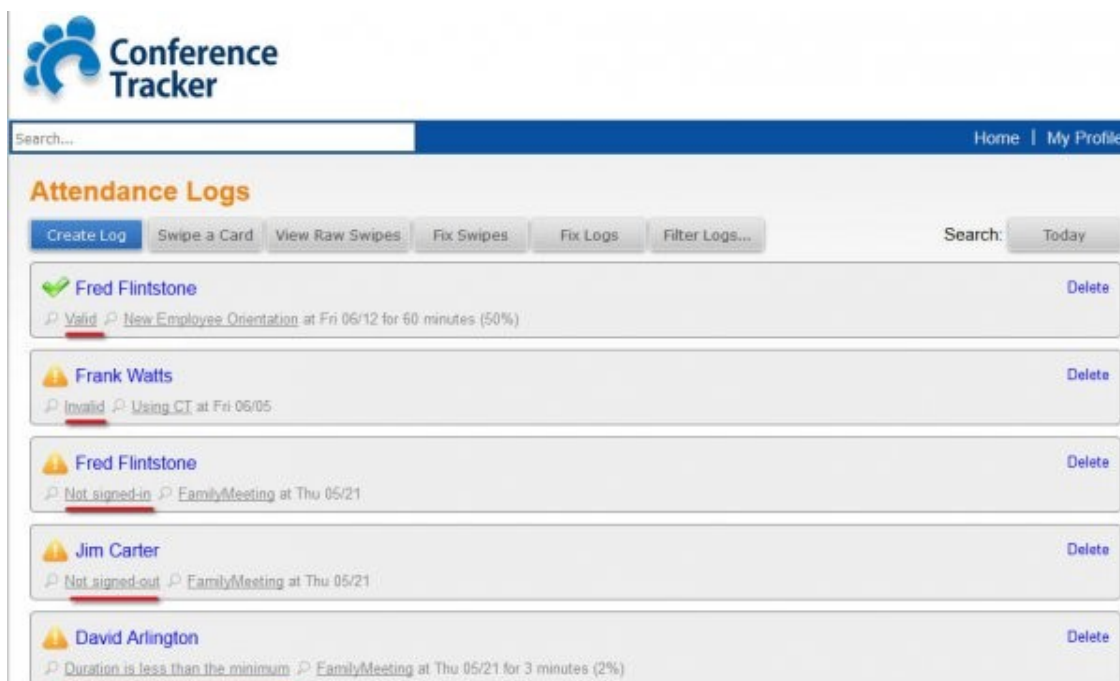 Conference
Tracker
Search...
Home | My Profile
Attendance Logs
Create Log Swipe a Card View Raw Swipes Fix Swipes Fix Logs Filter Logs... Search: Today
Fred Flintstone Delete
Valid New Employee Orientation at Fri 06/12 for 60 minutes (50%)
Frank Watts Delete
Invalid Using CT at Fri 06/05
Fred Flintstone Delete
Not signed-in FamilyMeeting at Thu 05/21
Jim Carter Delete
Not signed-out FamilyMeeting at Thu 05/21
David Arlington Delete
Duration is less than the minimum FamilyMeeting at Thu 05/21 for 3 minutes (2%)